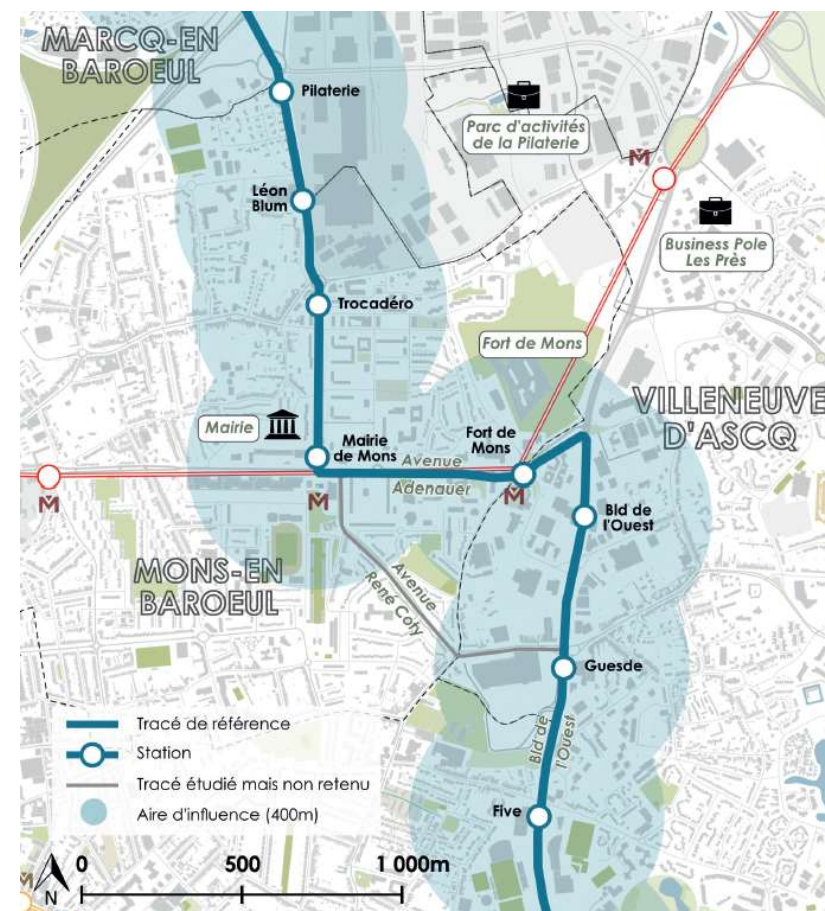 MARCQ-EN
BAROEUL
Pilaterie
Parc d'activités
de la Pilaterie
M
Léon
Blum
Business Pole
Les Près
Trocadéro
Fort de Mons
VILLENEUVE
D'ASCQ
Mairie
Mairie
de Mons
Avenue
Adenauer
Fort de
Mons
M
M
M
Bld de
l'Ouest
MONS-EN
BAROEUL
Avenue
René Coty
Guesde
Bld de
l'Ouest
Five
Tracé de référence
Station
Tracé étudié mais non retenu
Aire d'influence (400m)
0 500 1 000m
N
M